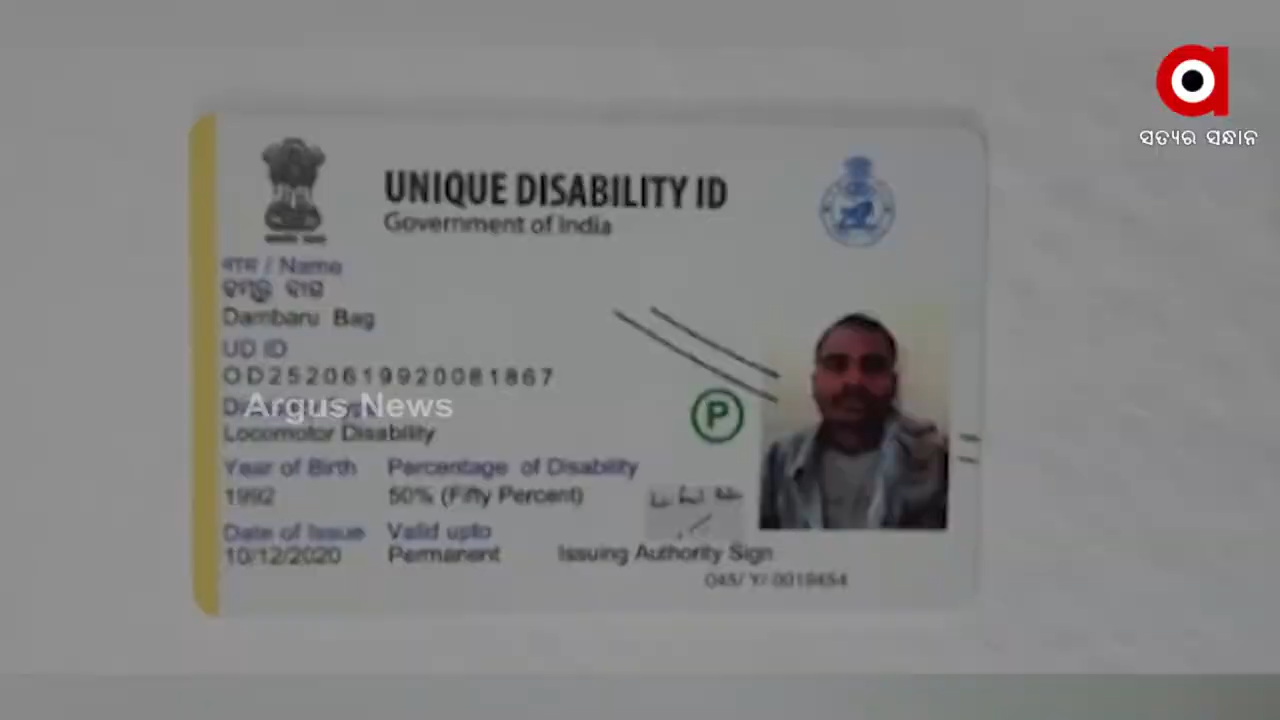 ସତ୍ୟର ସନ୍ଧାନ
UNIQUE DISABILITY ID
Government of India
नाम / Name
ଡମ୍ବରୁ ବାଗ
Dambaru Bag
UD ID
OD2520619920081867
Argus News
Locomotor Disability
Year of Birth Percentage of Disability
1992 50% (Fifty Percent)
P
Date of Issue Valid upto
10/12/2020 Permanent Issuing Authority Sign